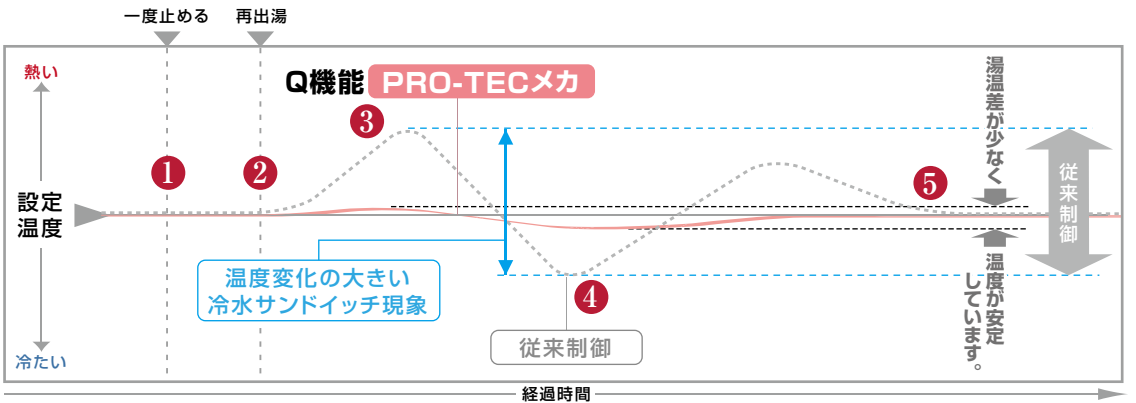 一度止める
再出湯
熱い
Q機能 PRO-TECメカ
3
1
2
5
設定
温度
湯温差が少なく
従来制御
温度変化の大きい
冷水サンドイッチ現象
4
従来制御
温度が安定
しています。
冷たい
経過時間